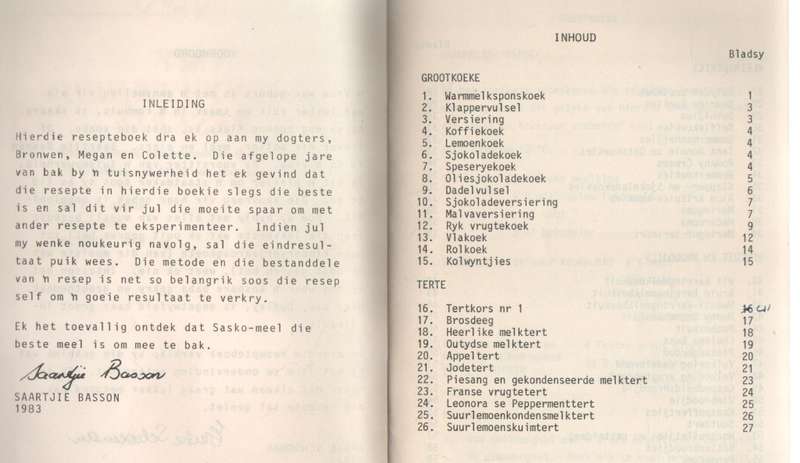 INLEIDING
Hierdie resepteboek dra ek op aan my dogters,
Bronwen, Megan en Colette. Die afgelope jare
van bak by 'n tuisnywerheid het ek gevind dat
die resepte in hierdie boekie slegs die beste
is en sal dit vir jul die moeite spaar om met
ander resepte te eksperimenteer. Indien jul
my wenke noukeurig navolg, sal die eindresul-
taat puik wees. Die metode en die bestanddele
van 'n resep is net so belangrik soos die resep
self om 'n goeie resultaat te verkry.
Ek het toevallig ontdek dat Sasko-meel die
beste meel is om mee te bak.
Saartjie Basson
SAARTJIE BASSON
1983
INHOUD
Bladsy
GROOTKOEKE
1. Warmmelksponskoek 1
2. Klappervulsel 3
3. Versiering 3
4. Koffiekoek 4
5. Lemoenkoek 4
6. Sjokoladekoek 4
7. Speseryekoek 4
8. Oliesjokoladekoek 5
9. Dadelvulsel 6
10. Sjokoladeversiering 7
11. Malvaversiering 7
12. Ryk vrugtekoek 9
13. Vlakoek 12
14. Rolkoek 14
15. Kolwyntjies 15
TERTE
16. Tertkors nr 1 16
17. Brosdeeg 17
18. Heerlike melktert 18
19. Outydse melktert 19
20. Appeltert 20
21. Jodetert 21
22. Piesang en gekondenseerde melktert 23
23. Franse vrugtetert 24
24. Leonora se Peppermenttert 25
25. Suurlemoenkondensmelktert 26
26. Suurlemoenskuimtert 27